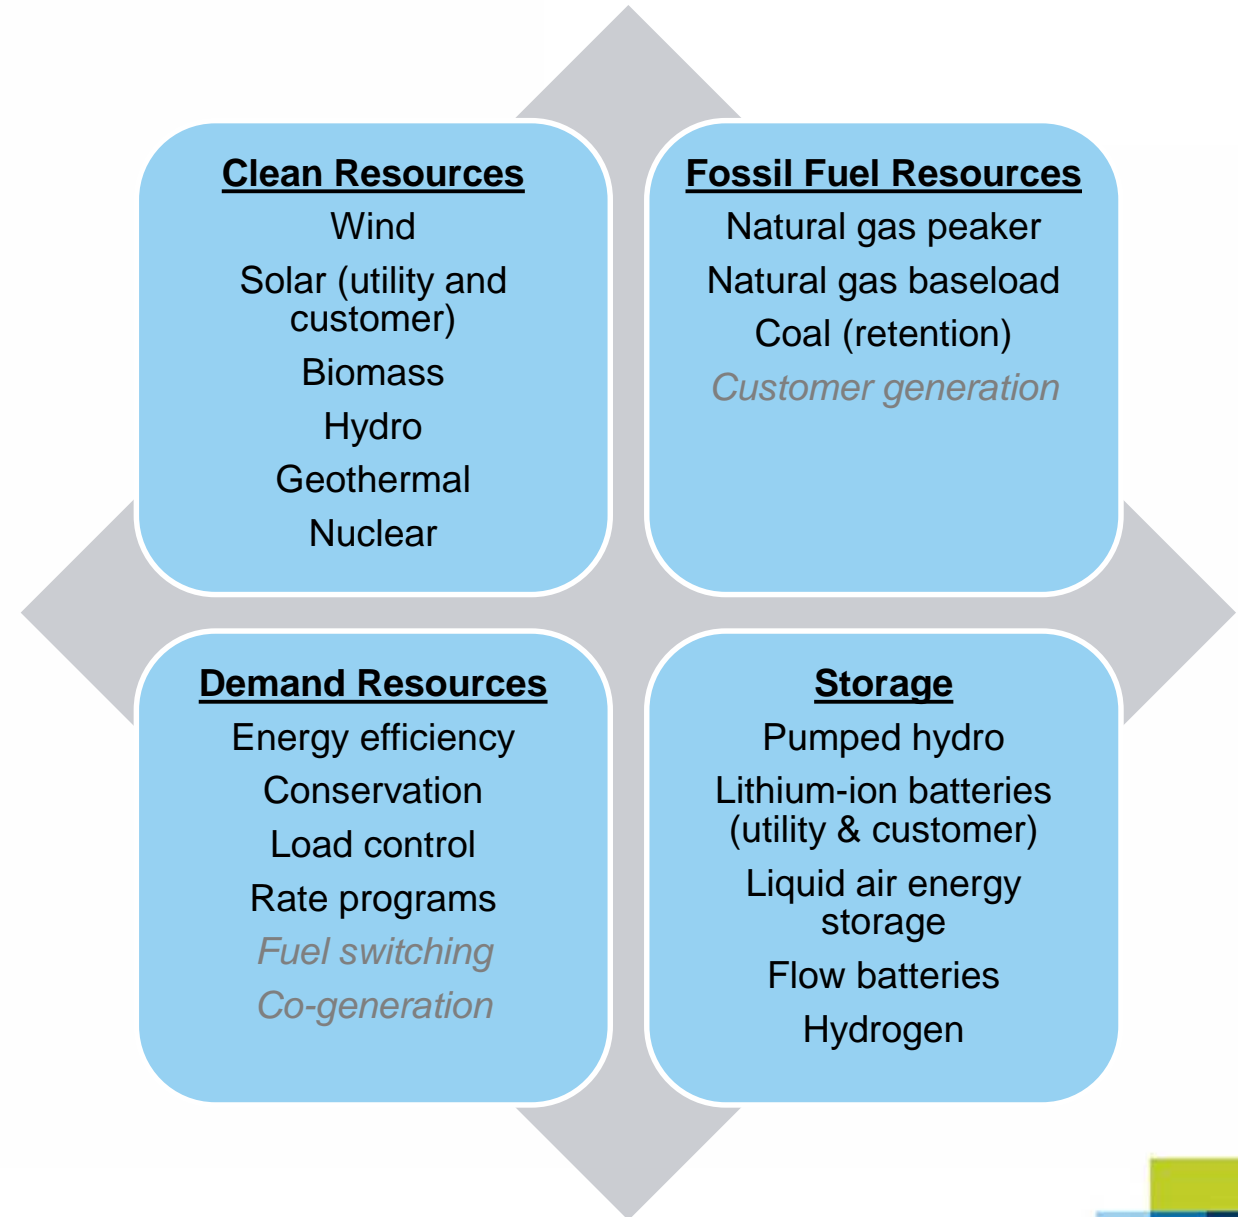 Clean Resources
Wind
Solar (utility and
customer)
Biomass
Hydro
Geothermal
Nuclear
Fossil Fuel Resources
Natural gas peaker
Natural gas baseload
Coal (retention)
Customer generation
Demand Resources
Energy efficiency
Conservation
Load control
Rate programs
Fuel switching
Co-generation
Storage
Pumped hydro
Lithium-ion batteries
(utility & customer)
Liquid air energy
storage
Flow batteries
Hydrogen